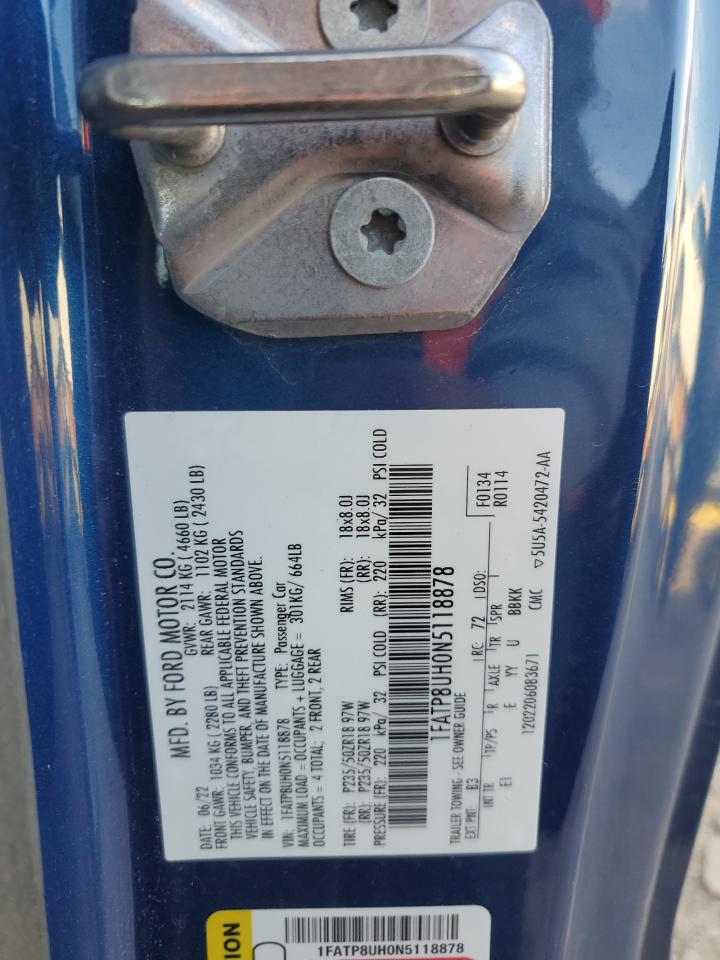 MFD. BY FORD MOTOR CO.
DATE: 06/22 GVWR: 2114 KG ( 4660 LB)
FRONT GAWR: 1034 KG ( 2280 LB) REAR GAWR: 1102 KG ( 2430 LB)
THIS VEHICLE CONFORMS TO ALL APPLICABLE FEDERAL MOTOR
VEHICLE SAFETY, BUMPER, AND THEFT PREVENTION STANDARDS
IN EFFECT ON THE DATE OF MANUFACTURE SHOWN ABOVE.
VIN: 1FATP8UH0N5118878 TYPE: Passenger Car
MAXIMUM LOAD = OCCUPANTS + LUGGAGE = 301KG/ 664LB
OCCUPANTS = 4 TOTAL: 2 FRONT, 2 REAR
TIRE (FR): P235/50ZR18 97W RIMS (FR): 18x8.0J
(RR): P235/50ZR18 97W (RR): 18x8.0J
PRESSURE (FR): 220 kPa/ 32 PSI COLD (RR): 220 kPa/ 32 PSI COLD
1FATP8UH0N5118878
TRAILER TOWING - SEE OWNER GUIDE F0134
EXT PNT: B3 RC: 72 DSO: R0114
INT TR TP/PS R AXLE TR SPR
EI E YY U BBKK
1202206083671 CMC ▽5U5A-5420472-AA
ION
1FATP8UH0N5118878